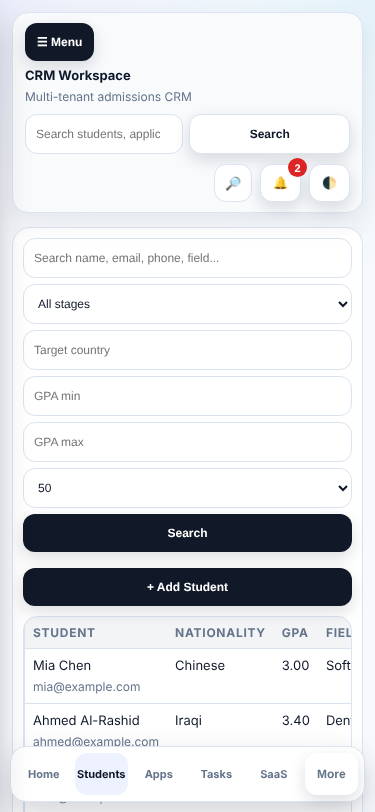 ☰ Menu
CRM Workspace
Multi-tenant admissions CRM
Search students, applic
Search
2
Search name, email, phone, field...
All stages
Target country
GPA min
GPA max
50
Search
+ Add Student
STUDENT NATIONALITY GPA FIEL
Mia Chen Chinese 3.00 Soft
mia@example.com
Ahmed Al-Rashid Iraqi 3.40 Den
ahmed@example.com
Home Students Apps Tasks SaaS More